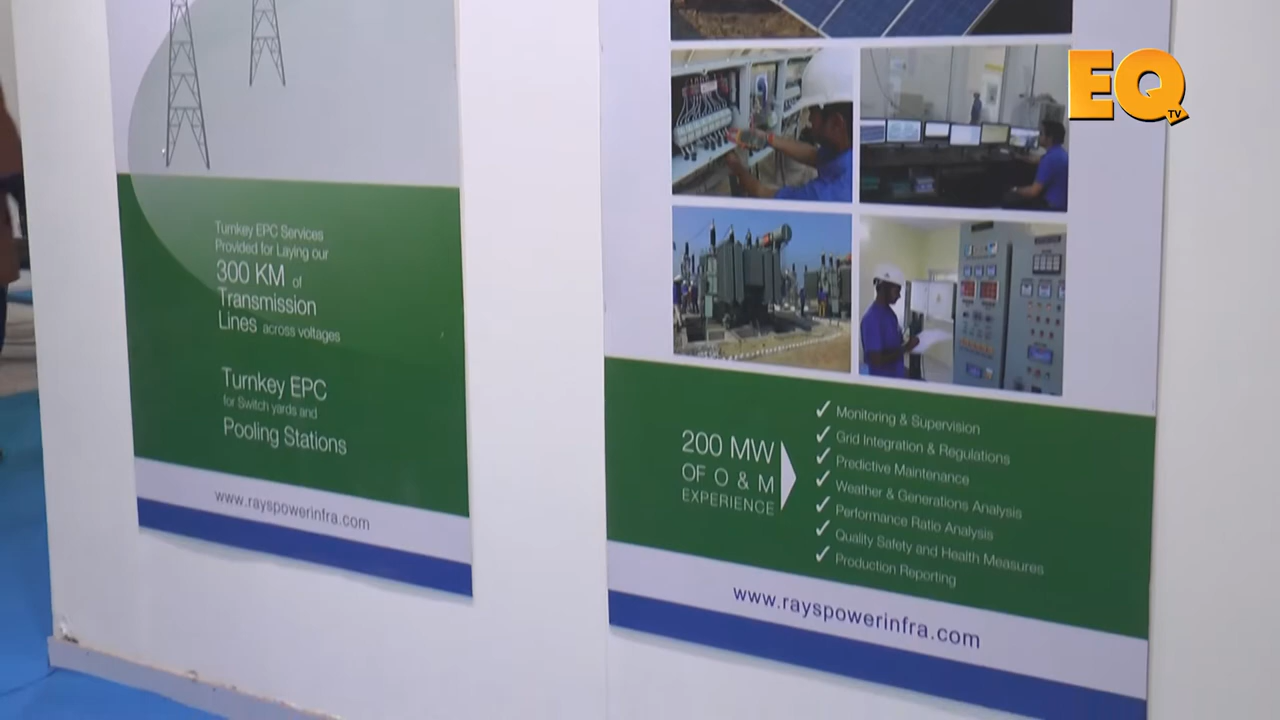 EQ
TV
Turnkey EPC Services
Provided for Laying our
300 KM of
Transmission
Lines across voltages
Turnkey EPC
for Switch yards and
Pooling Stations
www.rayspowerinfra.com
200 MW
OF O & M
EXPERIENCE
✓ Monitoring & Supervision
✓ Grid Integration & Regulations
✓ Predictive Maintenance
✓ Weather & Generations Analysis
✓ Performance Ratio Analysis
✓ Quality Safety and Health Measures
✓ Production Reporting
www.rayspowerinfra.com